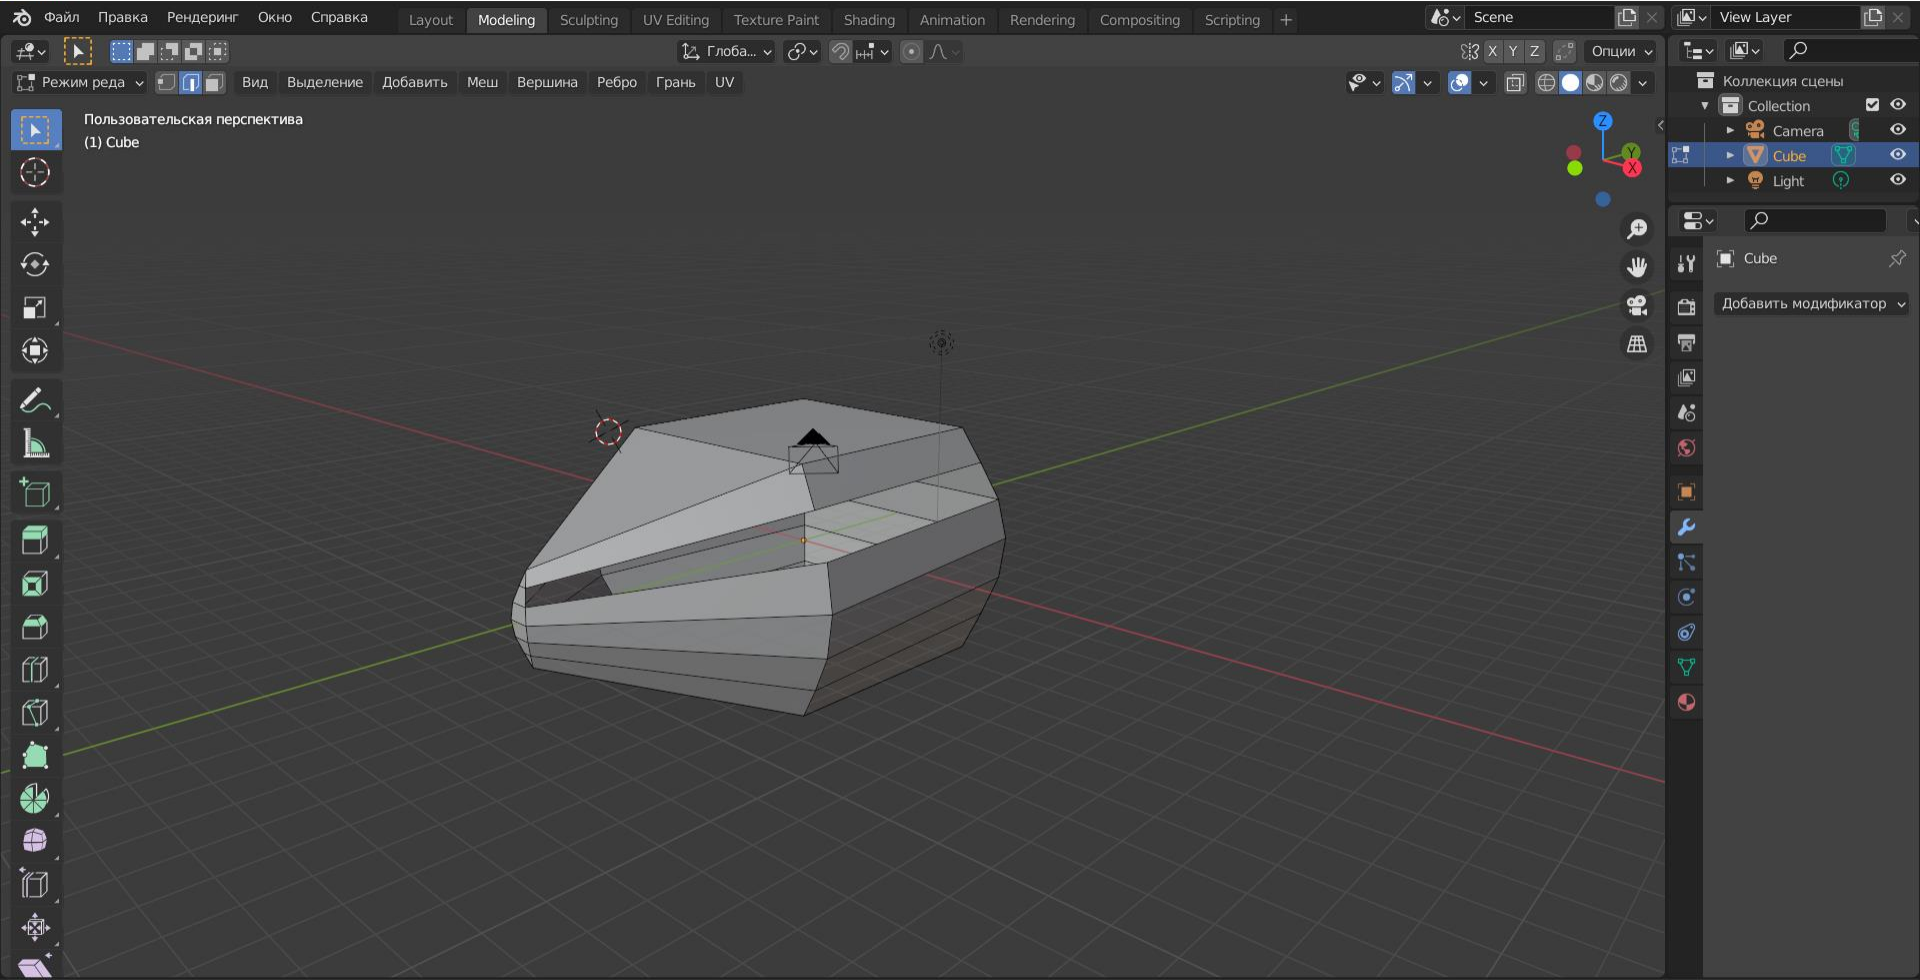 Файл Правка Рендеринг Окно Справка Layout Modeling Sculpting UV Editing Texture Paint Shading Animation Rendering Compositing Scripting + Scene View Layer
Глоба... X Y Z Опции
Режим реда Вид Выделение Добавить Меш Вершина Ребро Грань UV
Коллекция сцены
Collection
Camera
Cube
Light
Пользовательская перспектива
(1) Cube
Z
Y
X
Cube
Добавить модификатор